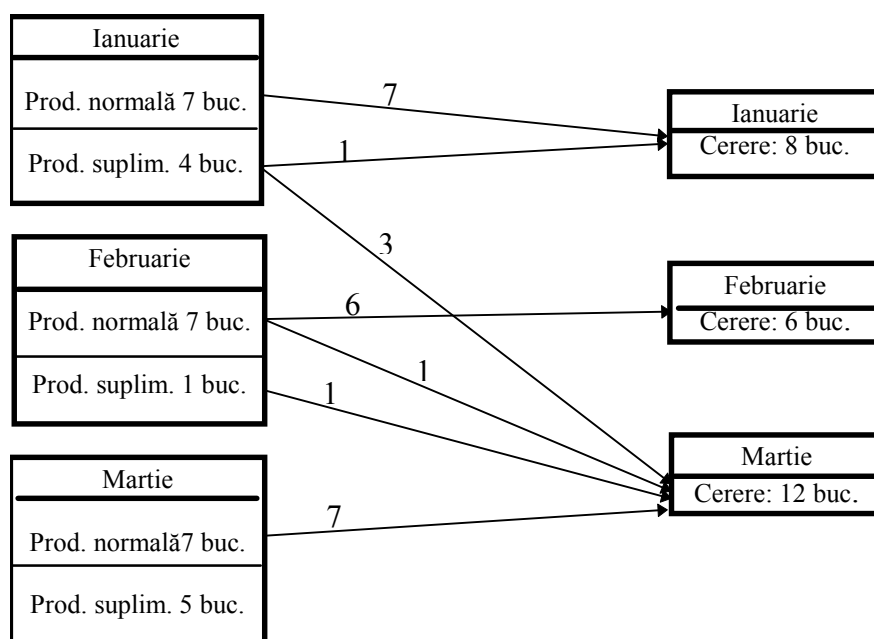 Ianuarie
Prod. normală 7 buc.
Prod. suplim. 4 buc.
Februarie
Prod. normală 7 buc.
Prod. suplim. 1 buc.
Martie
Prod. normală7 buc.
Prod. suplim. 5 buc.
7
1
3
6
1
1
7
Ianuarie
Cerere: 8 buc.
Februarie
Cerere: 6 buc.
Martie
Cerere: 12 buc.